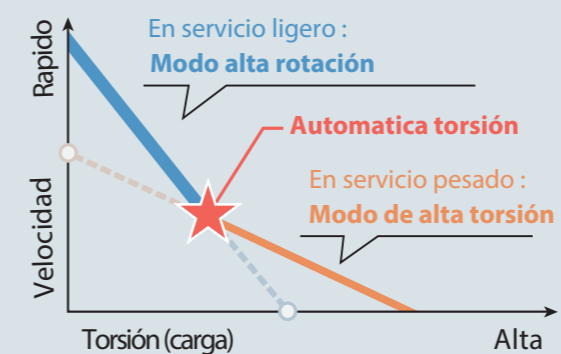 Rapido
Velocidad
En servicio ligero :
Modo alta rotación
Automatica torsión
En servicio pesado :
Modo de alta torsión
Torsión (carga)
Alta